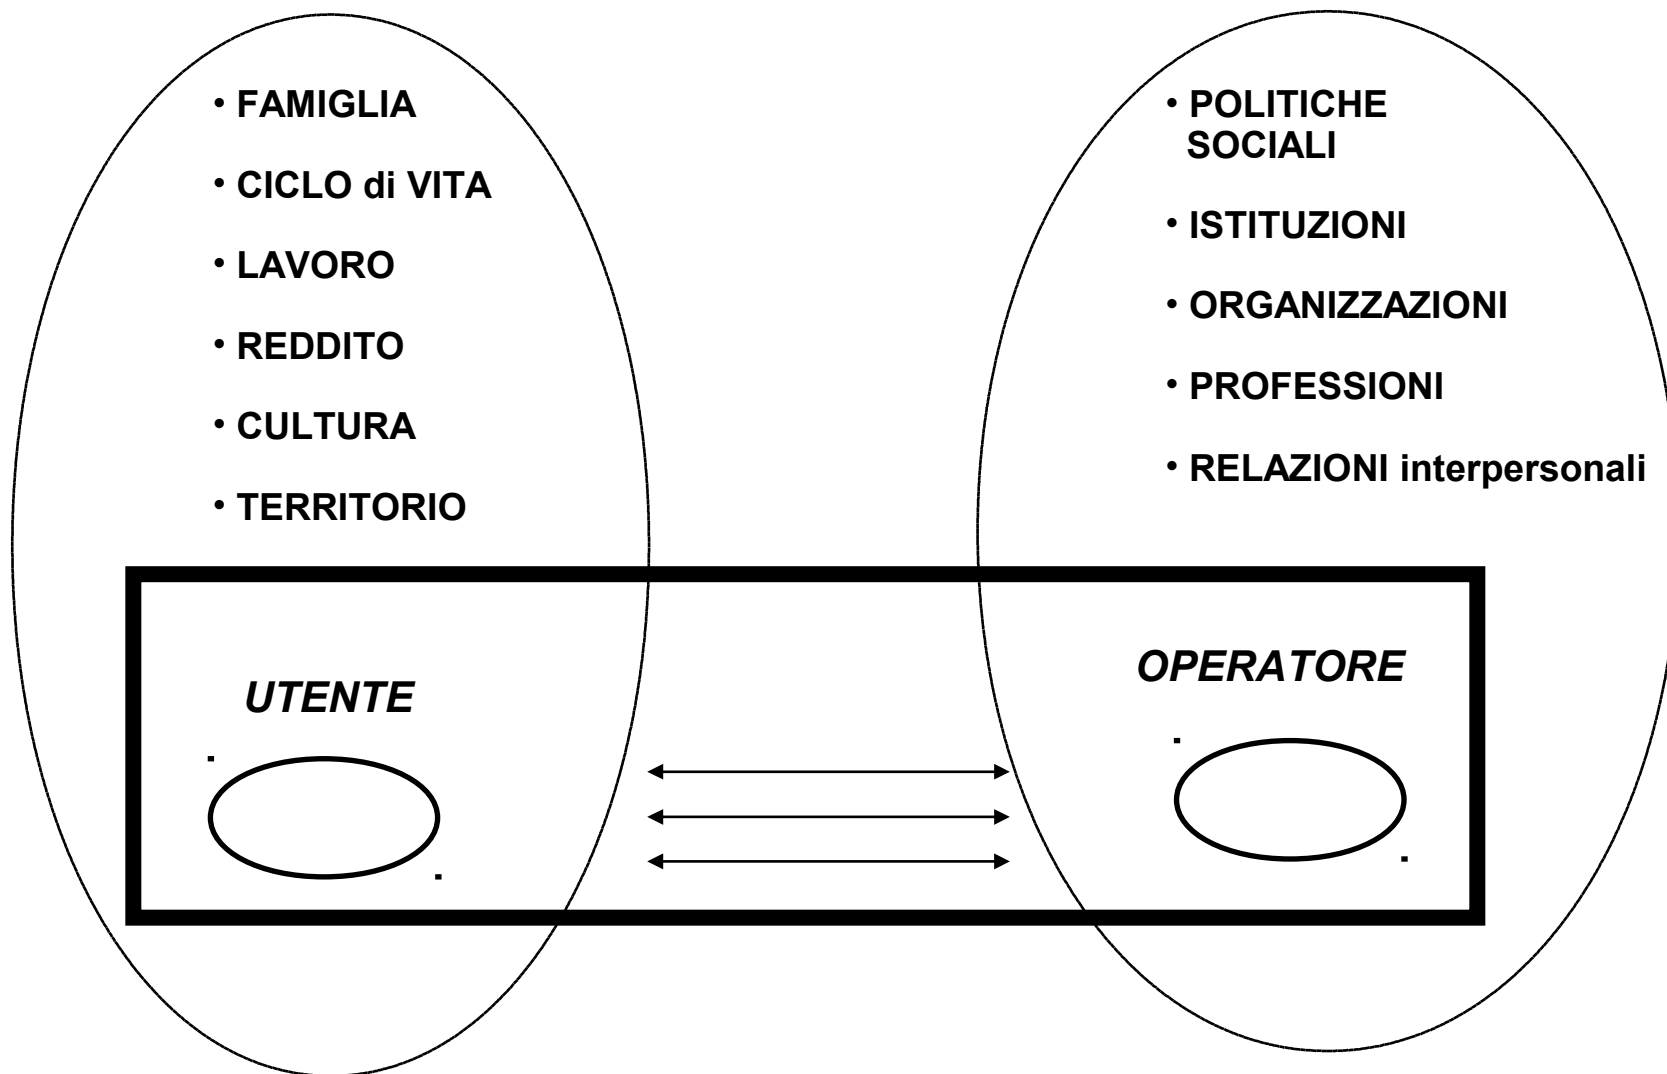 • FAMIGLIA
• CICLO di VITA
• LAVORO
• REDDITO
• CULTURA
• TERRITORIO
UTENTE
• POLITICHE
SOCIALI
• ISTITUZIONI
• ORGANIZZAZIONI
• PROFESSIONI
• RELAZIONI interpersonali
OPERATORE